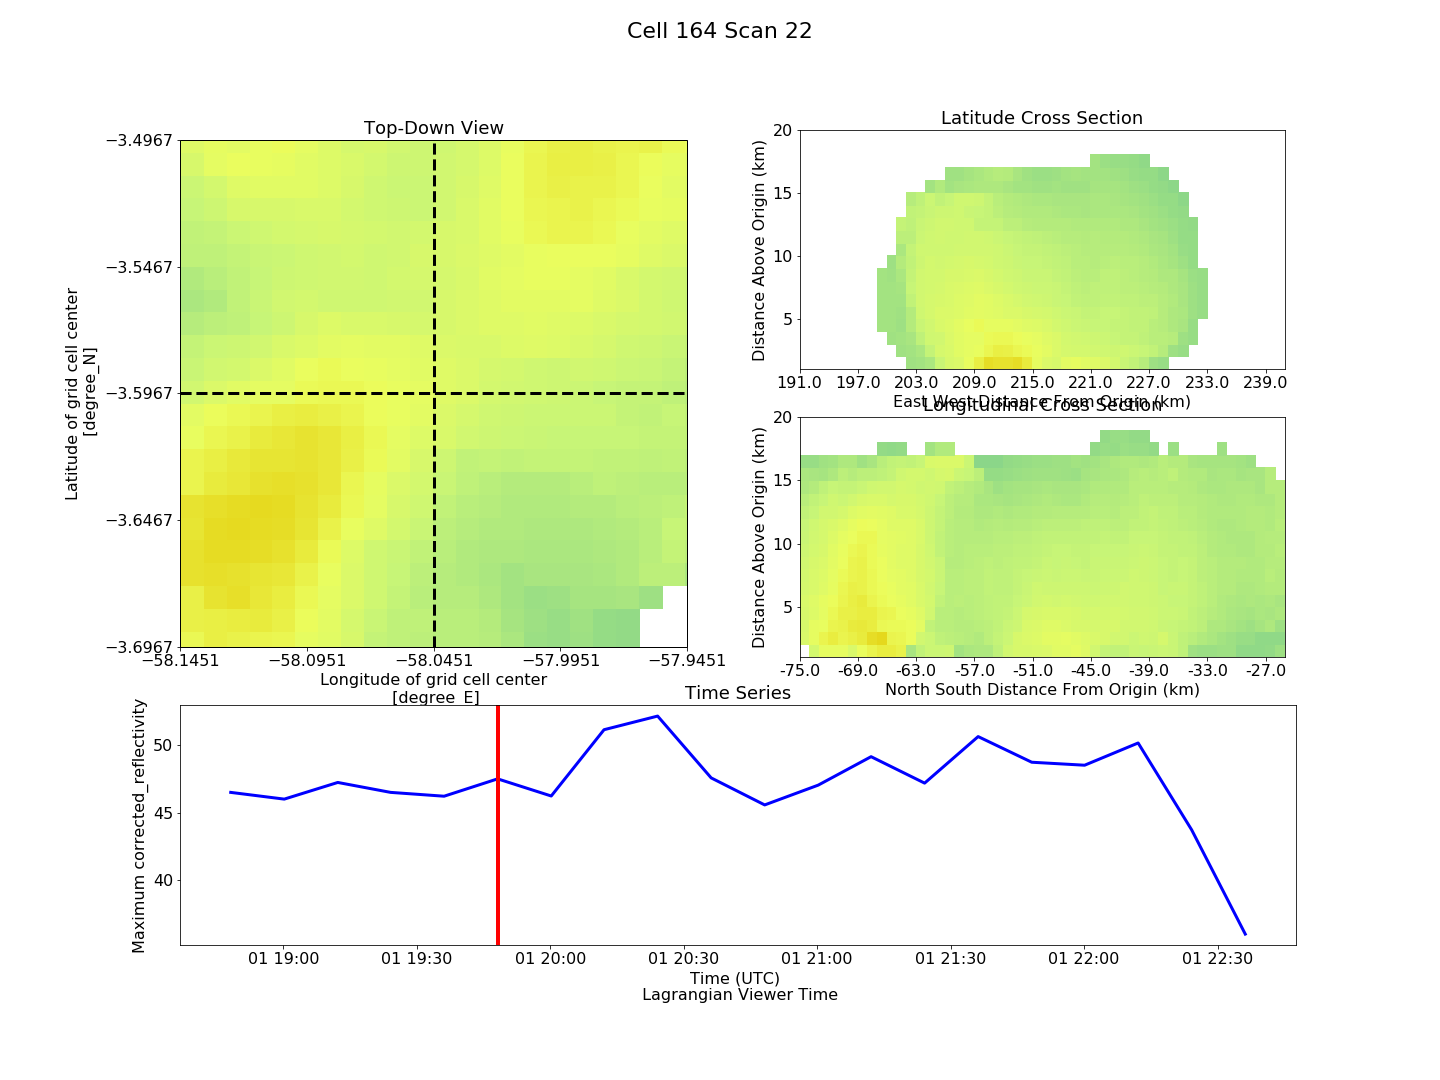 Cell 164 Scan 22
Top-Down View
−3.4967
−3.5467
−3.5967
−3.6467
−3.6967
Latitude of grid cell center
[degree_N]
−58.1451 −58.0951 −58.0451 −57.9951 −57.9451
Longitude of grid cell center
[degree_E]
Latitude Cross Section
20
15
10
5
Distance Above Origin (km)
191.0 197.0 203.0 209.0 215.0 221.0 227.0 233.0 239.0
East West Distance From Origin (km)
Longitudinal Cross Section
20
15
10
5
Distance Above Origin (km)
-75.0 -69.0 -63.0 -57.0 -51.0 -45.0 -39.0 -33.0 -27.0
North South Distance From Origin (km)
Time Series
50
45
40
Maximum corrected_reflectivity
01 19:00 01 19:30 01 20:00 01 20:30 01 21:00 01 21:30 01 22:00 01 22:30
Time (UTC)
Lagrangian Viewer Time